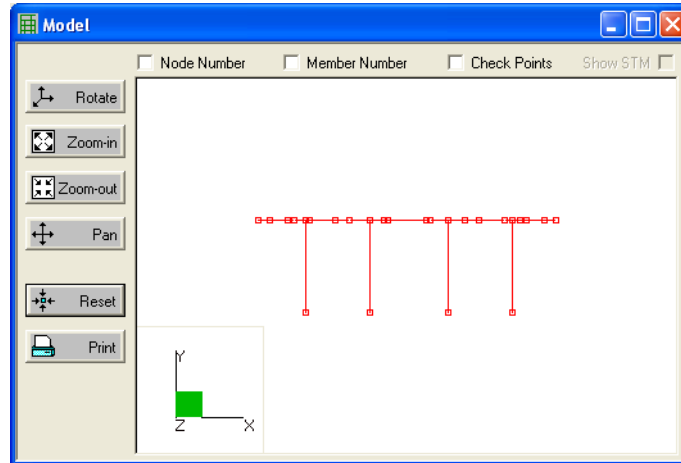 Model
Node Number Member Number Check Points Show STM
Rotate
Zoom-in
Zoom-out
Pan
Reset
Print
Y
Z X